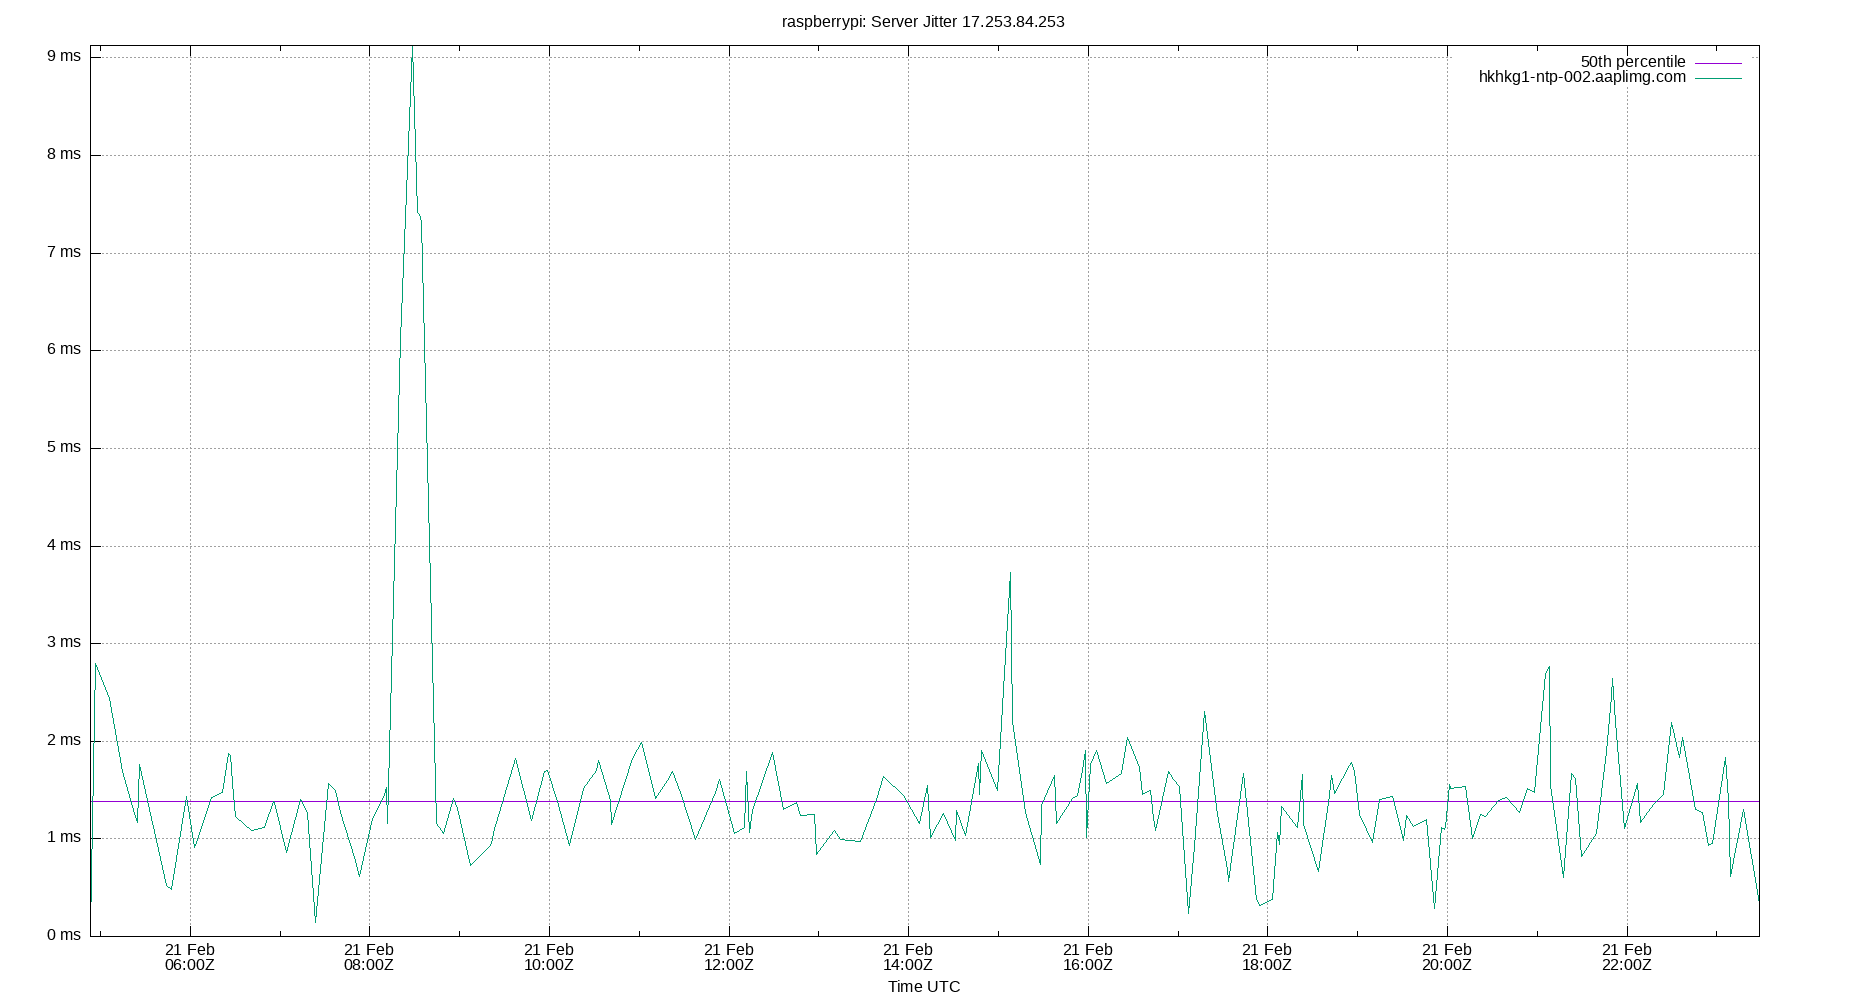 raspberrypi: Server Jitter 17.253.84.253
9 ms
8 ms
7 ms
6 ms
5 ms
4 ms
3 ms
2 ms
1 ms
0 ms
50th percentile
hkhkg1-ntp-002.aaplimg.com
21 Feb 21 Feb 21 Feb 21 Feb 21 Feb 21 Feb 21 Feb 21 Feb 21 Feb
06:00Z 08:00Z 10:00Z 12:00Z 14:00Z 16:00Z 18:00Z 20:00Z 22:00Z
Time UTC